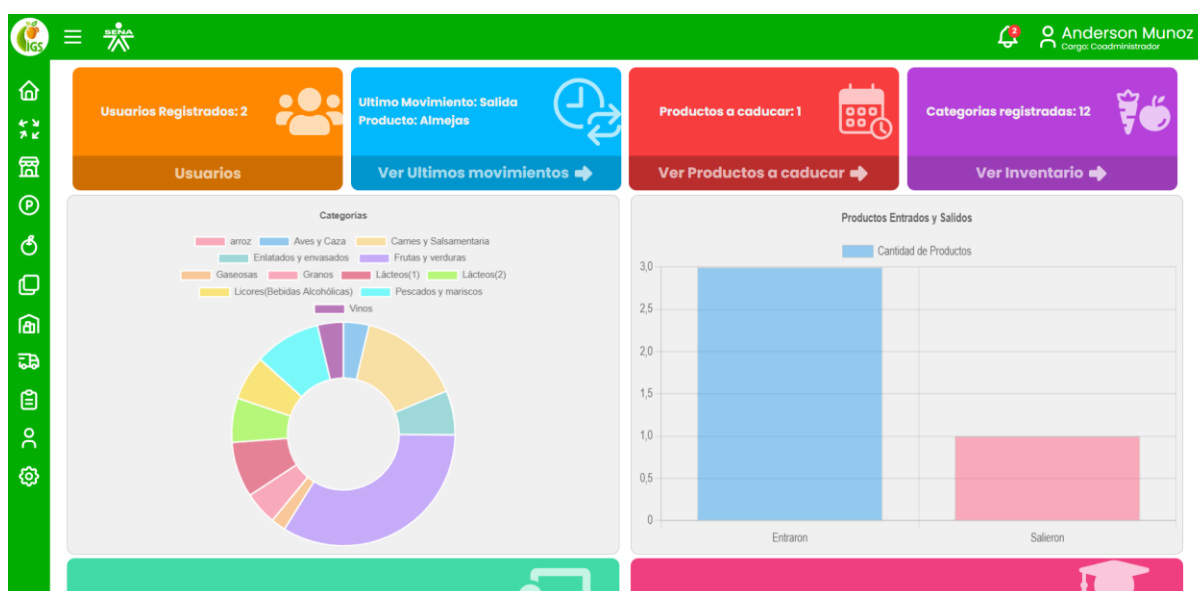 IGS
SENA
2
Anderson Munoz
Cargo: Coadministrador
Usuarios Registrados: 2
Usuarios
Ultimo Movimiento: Salida
Producto: Almejas
Ver Ultimos movimientos
Productos a caducar: 1
Ver Productos a caducar
Categorias registradas: 12
Ver Inventario
Categorias
arroz Aves y Caza Carnes y Salsamentaria
Enlatados y envasados Frutas y verduras
Gaseosas Granos Lácteos(1) Lácteos(2)
Licores(Bebidas Alcohólicas) Pescados y mariscos
Vinos
Productos Entrados y Salidos
Cantidad de Productos
3,0
2,5
2,0
1,5
1,0
0,5
0
Entraron Salieron